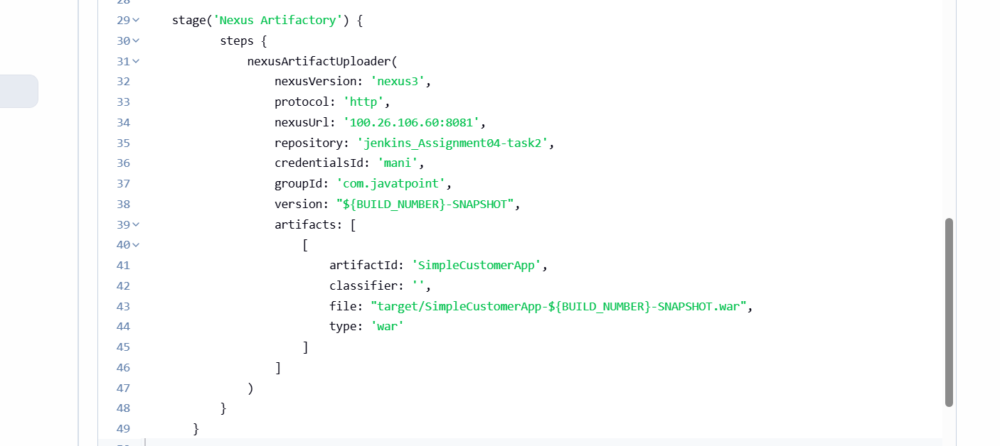 28
29 stage('Nexus Artifactory') {
30 steps {
31 nexusArtifactUploader(
32 nexusVersion: 'nexus3',
33 protocol: 'http',
34 nexusUrl: '100.26.106.60:8081',
35 repository: 'jenkins_Assignment04-task2',
36 credentialsId: 'mani',
37 groupId: 'com.javatpoint',
38 version: "${BUILD_NUMBER}-SNAPSHOT",
39 artifacts: [
40 [
41 artifactId: 'SimpleCustomerApp',
42 classifier: '',
43 file: "target/SimpleCustomerApp-${BUILD_NUMBER}-SNAPSHOT.war",
44 type: 'war'
45 ]
46 ]
47 )
48 }
49 }